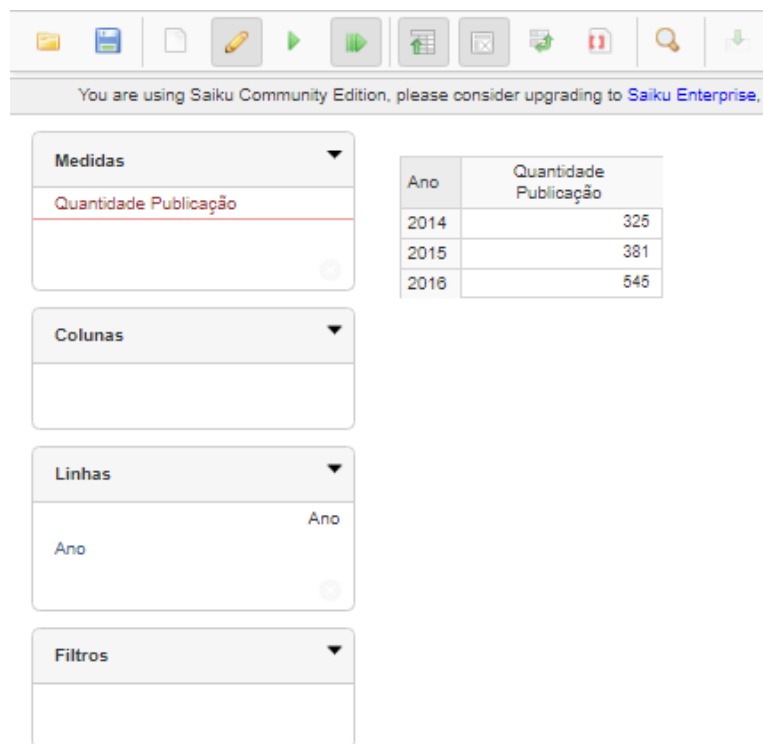 You are using Saiku Community Edition, please consider upgrading to Saiku Enterprise,
Medidas
Quantidade Publicação
Colunas
Linhas
Ano
Ano
Filtros
Ano Quantidade
Publicação
2014 325
2015 381
2016 545